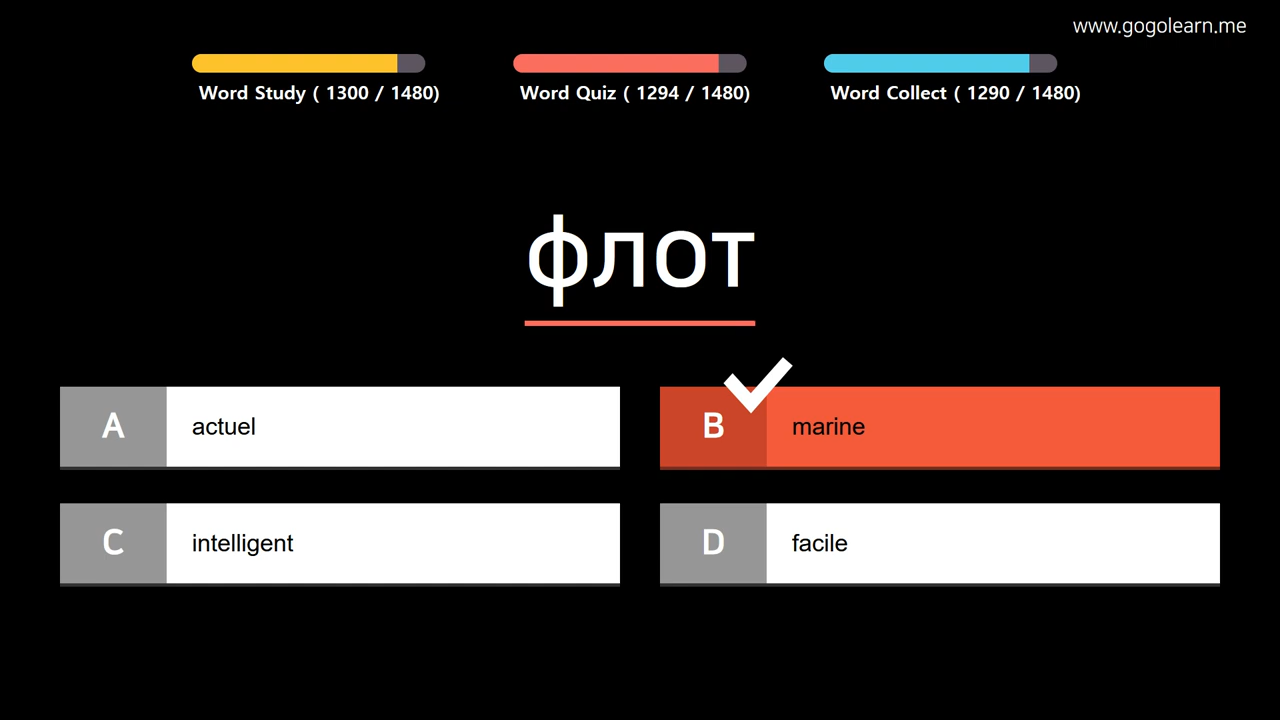 www.gogolearn.me
Word Study ( 1300 / 1480)
Word Quiz ( 1294 / 1480)
Word Collect ( 1290 / 1480)
флот
A actuel
B marine
C intelligent
D facile